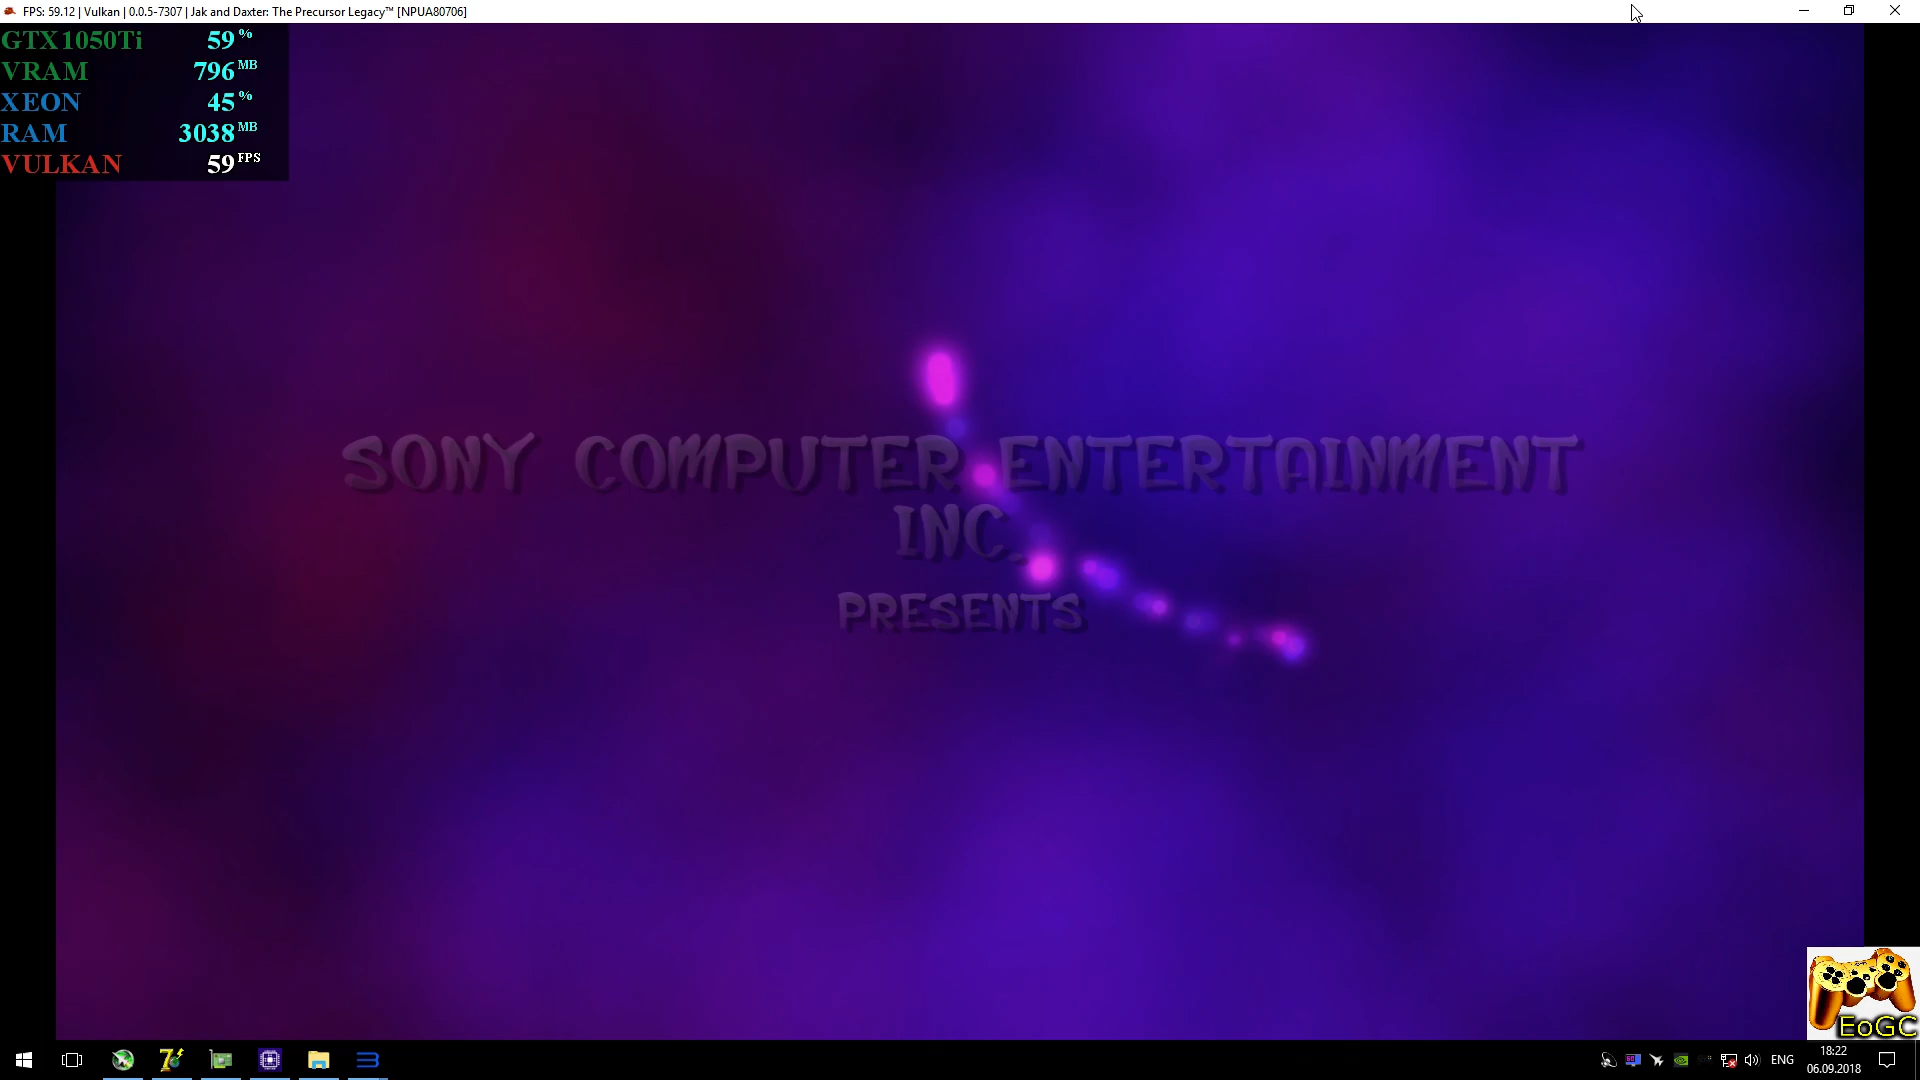 FPS: 59.12 | Vulkan | 0.0.5-7307 | Jak and Daxter: The Precursor Legacy™ [NPUA80706]
GTX1050Ti 59 %
VRAM 796 MB
XEON 45 %
RAM 3038 MB
VULKAN 59 FPS
SONY COMPUTER ENTERTAINMENT
INC.
PRESENTS
EoGC
ENG
18:22
06.09.2018